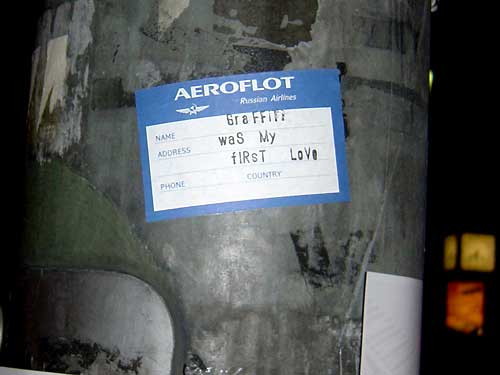 AEROFLOT
Russian Airlines
NAME GraFFiTi
ADDRESS waS My
fIRsT LoVe
PHONE COUNTRY